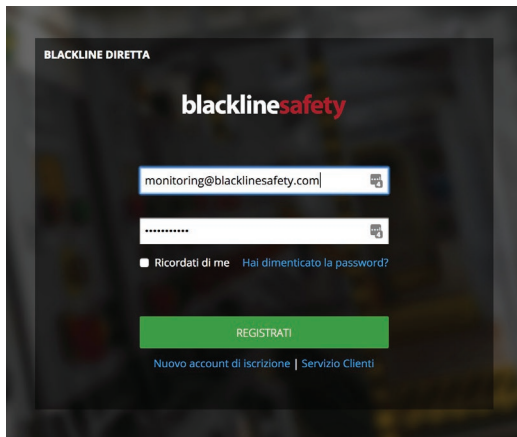 BLACKLINE DIRETTA
blacklinesafety
monitoring@blacklinesafety.com
•••••••••••
Ricordati di me Hai dimenticato la password?
REGISTRATI
Nuovo account di iscrizione | Servizio Clienti